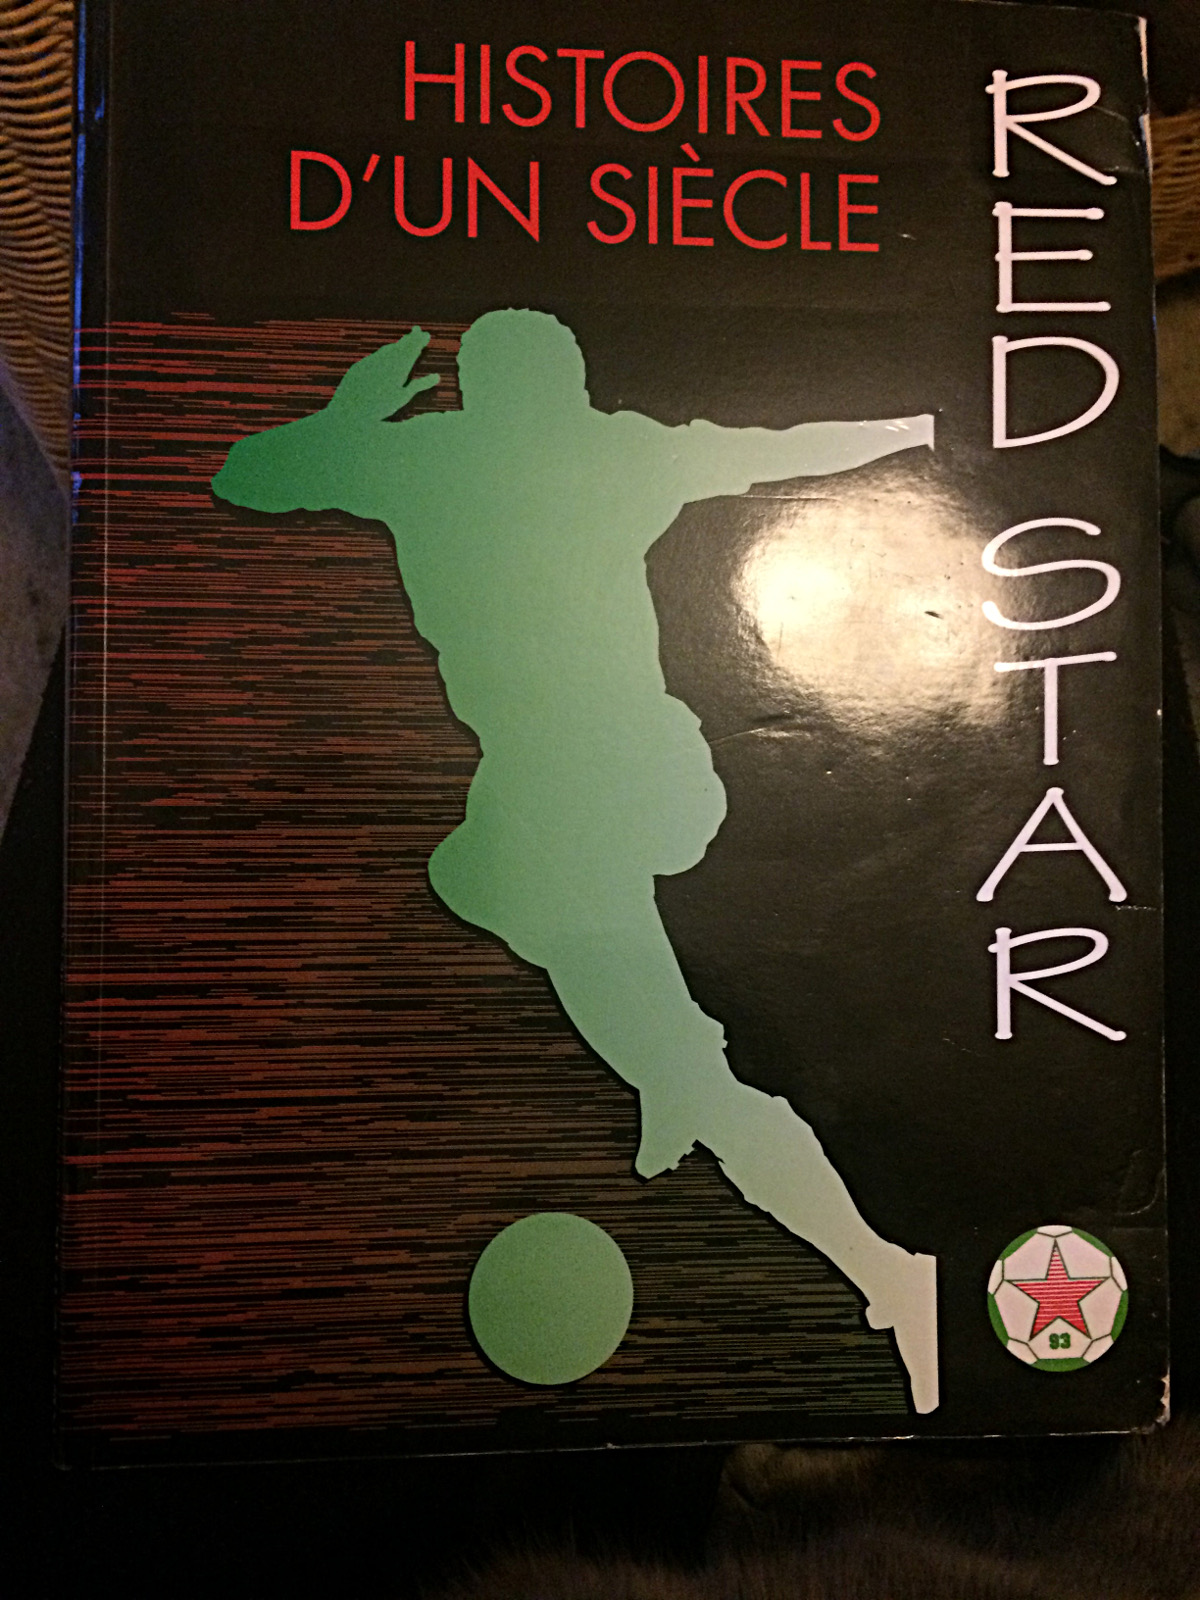 HISTOIRES
D'UN SIÈCLE
RED STAR
93